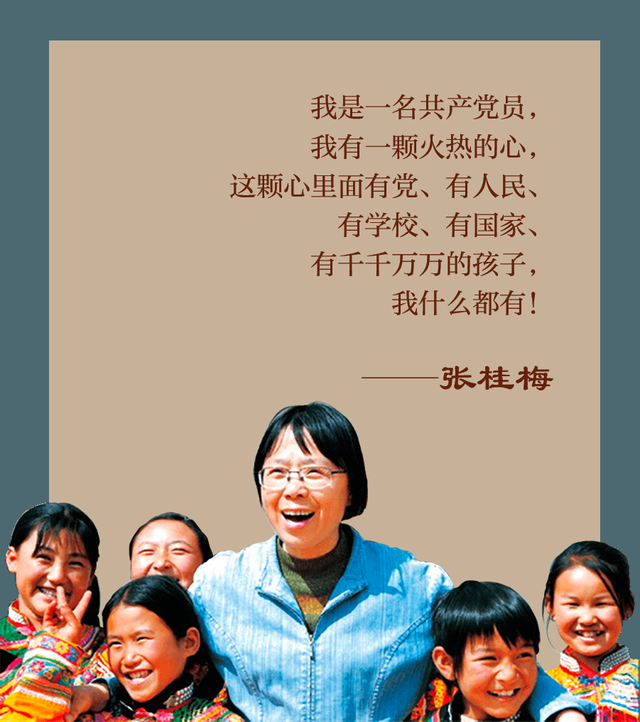 我是一名共产党员，
我有一颗火热的心，
这颗心里面有党、有人民、
有学校、有国家、
有千千万万的孩子，
我什么都有！
——张桂梅